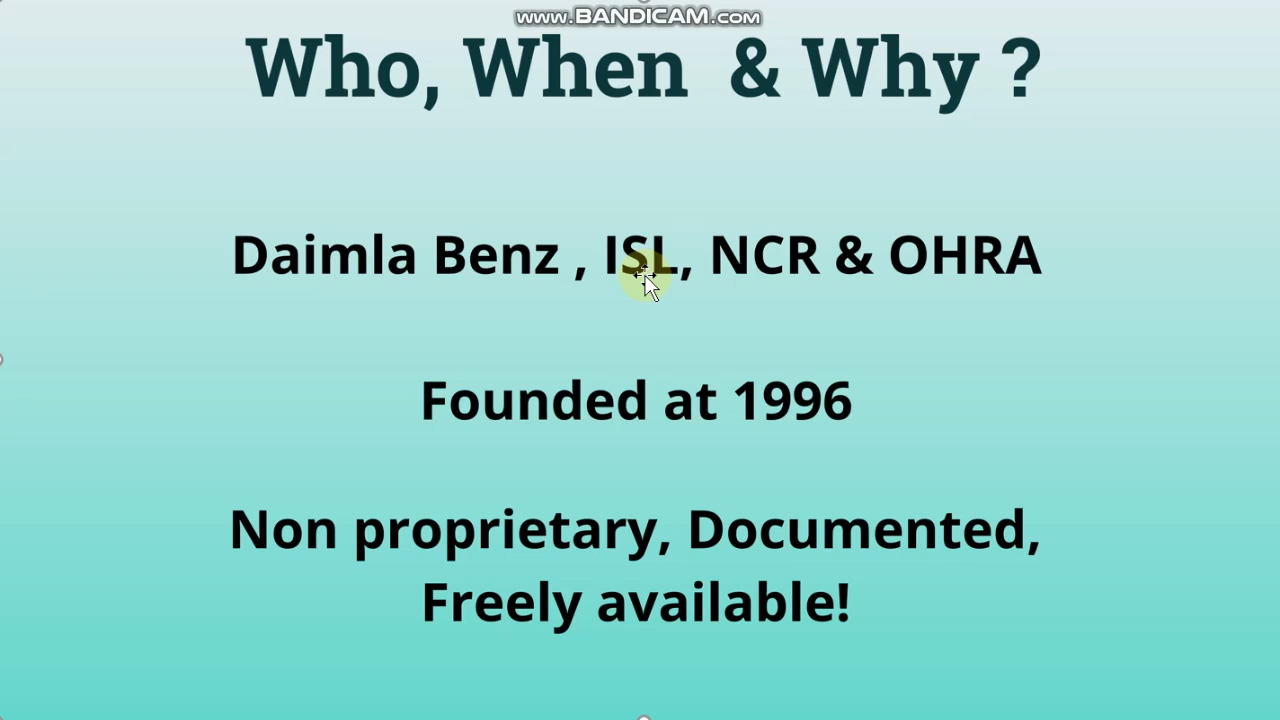 www.BANDICAM.com
Who, When & Why ?
Daimla Benz , ISL, NCR & OHRA
Founded at 1996
Non proprietary, Documented,
Freely available!